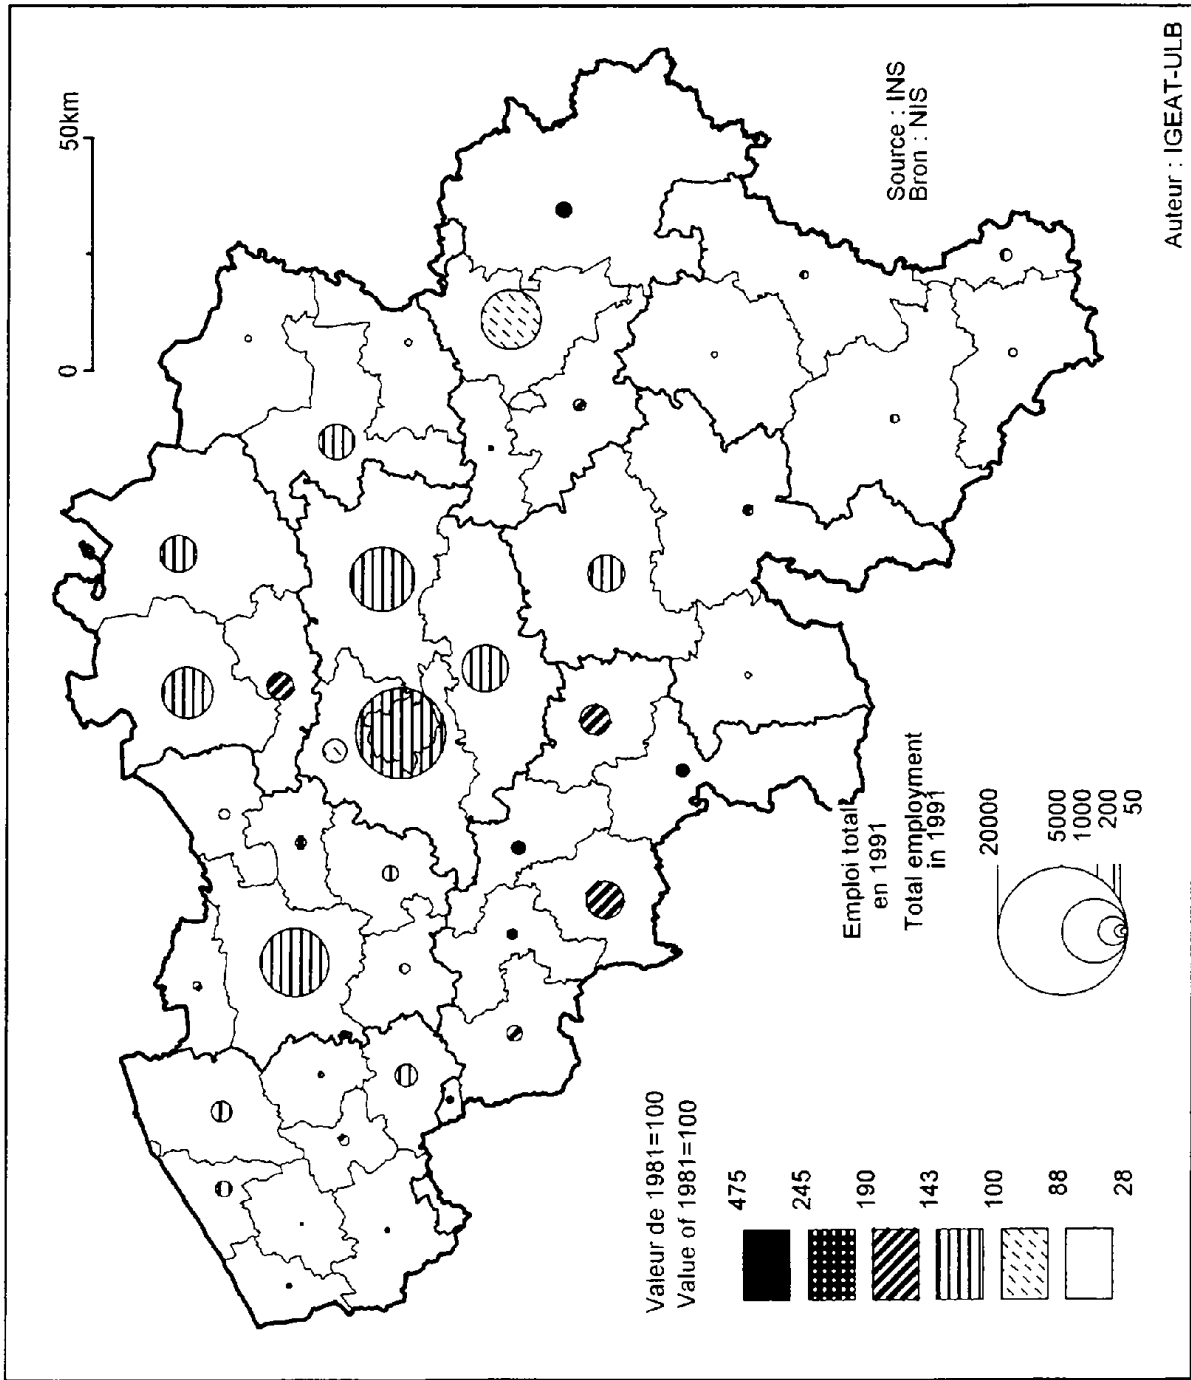 0 50km
Source : INS
Bron : NIS
Emploi total
en 1991
Total employment
in 1991
20000
5000
1000
200
50
Valeur de 1981=100
Value of 1981=100
475
245
190
143
100
88
28
Auteur : IGEAT-ULB